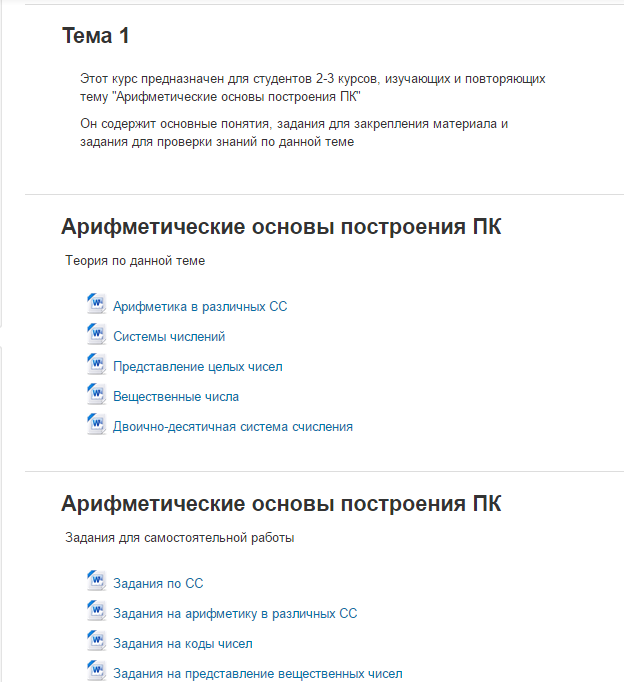 Тема 1
Этот курс предназначен для студентов 2-3 курсов, изучающих и повторяющих
тему "Арифметические основы построения ПК"
Он содержит основные понятия, задания для закрепления материала и
задания для проверки знаний по данной теме
Арифметические основы построения ПК
Теория по данной теме
Арифметика в различных СС
Системы числений
Представление целых чисел
Вещественные числа
Двоично-десятичная система счисления
Арифметические основы построения ПК
Задания для самостоятельной работы
Задания по СС
Задания на арифметику в различных СС
Задания на коды чисел
Задания на представление вещественных чисел